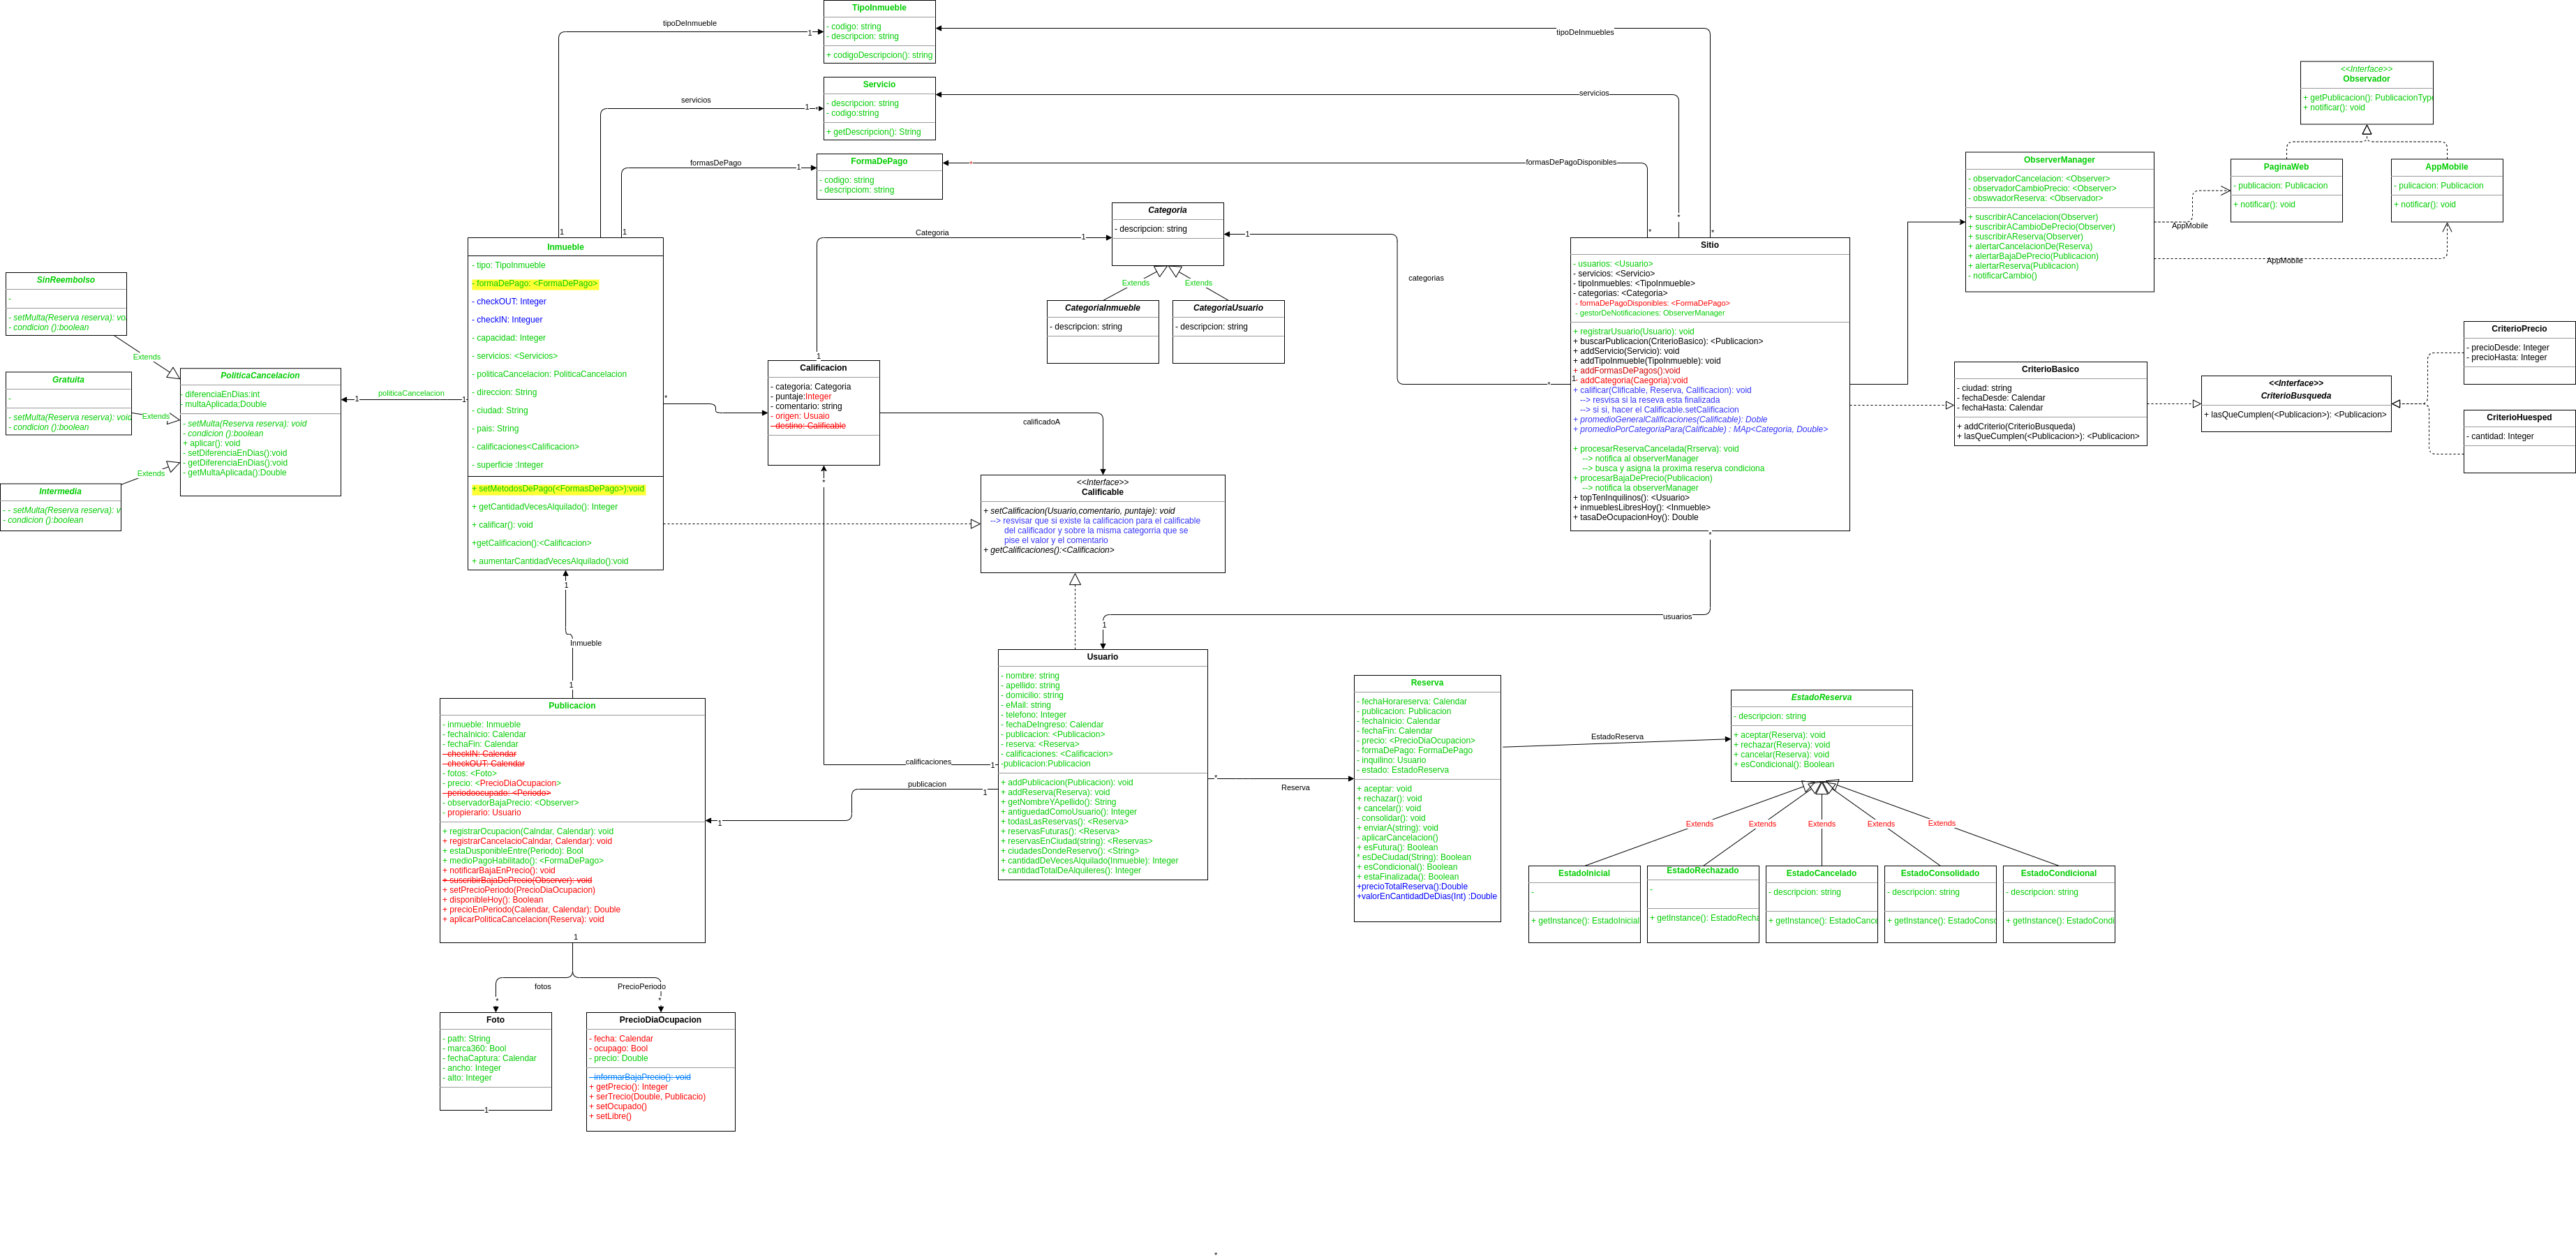 TipoInmueble
- codigo: string
- descripcion: string
+ codigoDescripcion(): string
tipoDeInmueble
1
1
tipoDeInmuebles
*
Servicio
- descripcion: string
- codigo:string
+ getDescripcion(): String
servicios
1
*
servicios
*
FormaDePago
- codigo: string
- descripciom: string
formasDePago
1
1
*
formasDePagoDisponibles
*
<<Interface>>
Observador
+ getPublicacion(): PublicacionType
+ notificar(): void
PaginaWeb
- publicacion: Publicacion
+ notificar(): void
AppMobile
- pulicacion: Publicacion
+ notificar(): void
ObserverManager
- observadorCancelacion: <Observer>
- observadorCambioPrecio: <Observer>
- obswvadorReserva: <Observador>
+ suscribirACancelacion(Observer)
+ suscribirACambioDePrecio(Observer)
+ suscribirAReserva(Observer)
+ alertarCancelacionDe(Reserva)
+ alertarBajaDePrecio(Publicacion)
+ alertarReserva(Publicacion)
- notificarCambio()
AppMobile
AppMobile
Categoria
- descripcion: string
Categoria
1
1
1
categorias
*
Extends
Extends
CategoriaInmueble
- descripcion: string
CategoriaUsuario
- descripcion: string
Inmueble
- tipo: TipoInmueble
- formaDePago: <FormaDePago>
- checkOUT: Integer
- checkIN: Integuer
- capacidad: Integer
- servicios: <Servicios>
- politicaCancelacion: PoliticaCancelacion
- direccion: String
- ciudad: String
- pais: String
- calificaciones<Calificacion>
- superficie :Integer
+ setMetodosDePago(<FormasDePago>):void
+ getCantidadVecesAlquilado(): Integer
+ calificar(): void
+getCalificacion():<Calificacion>
+ aumentarCantidadVecesAlquilado():void
SinReembolso
-
- setMulta(Reserva reserva): vo
- condicion ():boolean
Extends
Gratuita
-
- setMulta(Reserva reserva): void
- condicion ():boolean
Extends
Intermedia
- - setMulta(Reserva reserva): v
- condicion ():boolean
Extends
PoliticaCancelacion
- diferenciaEnDias:int
- multaAplicada;Double
- setMulta(Reserva reserva): void
- condicion ():boolean
+ aplicar(): void
- setDiferenciaEnDias():void
- getDiferenciaEnDias():void
- getMultaAplicada():Double
politicaCancelacion
1
1
*
Calificacion
- categoria: Categoria
- puntaje:Integer
- comentario: string
- origen: Usuaio
- destino: Calificable
*
calificadoA
<<Interface>>
Calificable
+ setCalificacion(Usuario,comentario, puntaje): void
--> resvisar que si existe la calificacion para el calificable
del calificador y sobre la misma categorria que se
pise el valor y el comentario
+ getCalificaciones():<Calificacion>
Sitio
- usuarios: <Usuario>
- servicios: <Servicio>
- tipoInmuebles: <TipoInmueble>
- categorias: <Categoria>
- formaDePagoDisponibles: <FormaDePago>
- gestorDeNotificaciones: ObserverManager
+ registrarUsuario(Usuario): void
+ buscarPublicacion(CriterioBasico): <Publicacion>
+ addServicio(Servicio): void
+ addTipoInmueble(TipoInmueble): void
+ addFormasDePagos():void
1
+ addCategoria(Caegoria):void
+ calificar(Clificable, Reserva, Calificacion): void
--> resvisa si la reseva esta finalizada
--> si si, hacer el Calificable.setCalificacion
+ promedioGeneralCalificaciones(Calificable): Doble
+ promedioPorCategoriaPara(Calificable) : MAp<Categoria, Double>
+ procesarReservaCancelada(Rrserva): void
--> notifica al observerManager
--> busca y asigna la proxima reserva condiciona
+ procesarBajaDePrecio(Publicacion)
--> notifica la observerManager
+ topTenInquilinos(): <Usuario>
+ inmueblesLibresHoy(): <Inmueble>
+ tasaDeOcupacionHoy(): Double
*
usuarios
1
CriterioBasico
- ciudad: string
- fechaDesde: Calendar
- fechaHasta: Calendar
+ addCriterio(CriterioBusqueda)
+ lasQueCumplen(<Publicacion>): <Publicacion>
<<Interface>>
CriterioBusqueda
+ lasQueCumplen(<Publicacion>): <Publicacion>
CriterioPrecio
- precioDesde: Integer
- precioHasta: Integer
CriterioHuesped
- cantidad: Integer
1
Inmueble
1
Publicacion
- inmueble: Inmueble
- fechaInicio: Calendar
- fechaFin: Calendar
- checkIN: Calendar
- checkOUT: Calendar
- fotos: <Foto>
- precio: <PrecioDiaOcupacion>
- periodoocupado: <Periodo>
- observadorBajaPrecio: <Observer>
- propierario: Usuario
+ registrarOcupacion(Calndar, Calendar): void
+ registrarCancelacioCalndar, Calendar): void
+ estaDusponibleEntre(Periodo): Bool
+ medioPagoHabilitado(): <FormaDePago>
+ notificarBajaEnPrecio(): void
+ suscribirBajaDePrecio(Observer): void
+ setPrecioPeriodo(PrecioDiaOcupacion)
+ disponibleHoy(): Boolean
+ precioEnPeriodo(Calendar, Calendar): Double
+ aplicarPoliticaCancelacion(Reserva): void
1
fotos
*
PrecioPeriodo
*
Foto
- path: String
- marca360: Bool
- fechaCaptura: Calendar
- ancho: Integer
- alto: Integer
1
PrecioDiaOcupacion
- fecha: Calendar
- ocupago: Bool
- precio: Double
- informarBajaPrecio(): void
+ getPrecio(): Integer
+ serTrecio(Double, Publicacio)
+ setOcupado()
+ setLibre()
Usuario
- nombre: string
- apellido: string
- domicilio: string
- eMail: string
- telefono: Integer
- fechaDeIngreso: Calendar
- publicacion: <Publicacion>
- reserva: <Reserva>
- calificaciones: <Calificacion>
-publicacion:Publicacion
+ addPublicacion(Publicacion): void
+ addReserva(Reserva): void
+ getNombreYApellido(): String
+ antiguedadComoUsuario(): Integer
+ todasLasReservas(): <Reserva>
+ reservasFuturas(): <Reserva>
+ reservasEnCiudad(string): <Reservas>
+ ciudadesDondeReservo(): <String>
+ cantidadDeVecesAlquilado(Inmueble): Integer
+ cantidadTotalDeAlquileres(): Integer
calificaciones
1
publicacion
1
1
*
Reserva
Reserva
- fechaHorareserva: Calendar
- publicacion: Publicacion
- fechaInicio: Calendar
- fechaFin: Calendar
- precio: <PrecioDiaOcupacion>
- formaDePago: FormaDePago
- inquilino: Usuario
- estado: EstadoReserva
+ aceptar: void
+ rechazar(): void
+ cancelar(): void
- consolidar(): void
+ enviarA(string): void
- aplicarCancelacion()
+ esFutura(): Boolean
* esDeCiudad(String): Boolean
+ esCondicional(): Boolean
+ estaFinalizada(): Boolean
+precioTotalReserva():Double
+valorEnCantidadDeDias(Int) :Double
EstadoReserva
EstadoReserva
- descripcion: string
+ aceptar(Reserva): void
+ rechazar(Reserva): void
+ cancelar(Reserva): void
+ esCondicional(): Boolean
Extends
Extends
Extends
Extends
Extends
EstadoInicial
-
+ getInstance(): EstadoInicial
EstadoRechazado
-
+ getInstance(): EstadoRecha
EstadoCancelado
- descripcion: string
+ getInstance(): EstadoCance
EstadoConsolidado
- descripcion: string
+ getInstance(): EstadoConso
EstadoCondicional
- descripcion: string
+ getInstance(): EstadoCondi
*